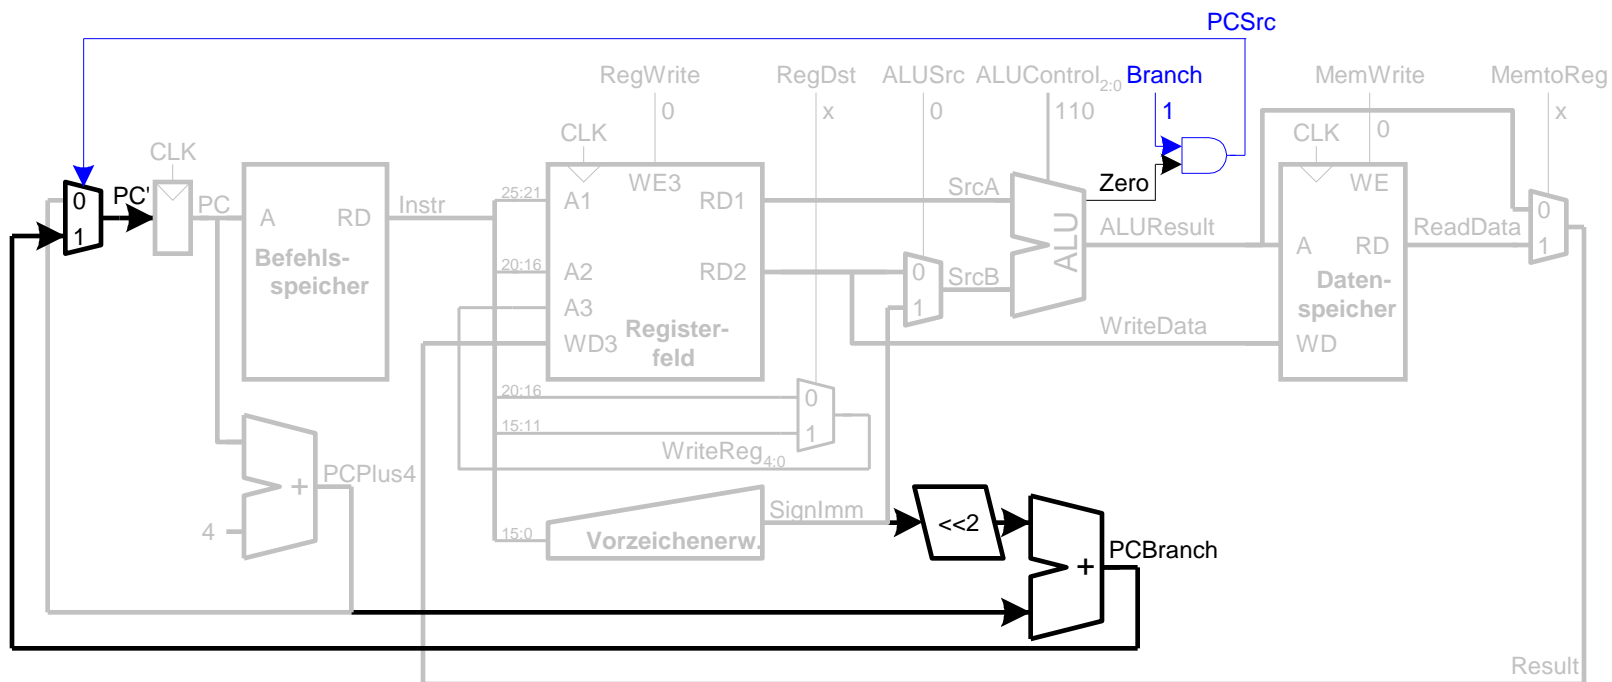 PCSrc
RegWrite RegDst ALUSrc ALUControl2:0 Branch MemWrite MemtoReg
0 x 0 110 1 0 x
CLK CLK CLK
PC' PC
0
1
A RD
Befehls-
speicher
Instr
25:21
20:16
A1 WE3 RD1
A2 RD2
A3
WD3
Register-
feld
SrcA
0
1
SrcB
ALU
Zero
ALUResult
WriteData
A WE RD
Daten-
speicher
WD
ReadData
0
1
20:16
15:11
0
1
WriteReg4:0
PCPlus4
+
4
15:0
Vorzeichenerw.
SignImm
<<2
+
PCBranch
Result